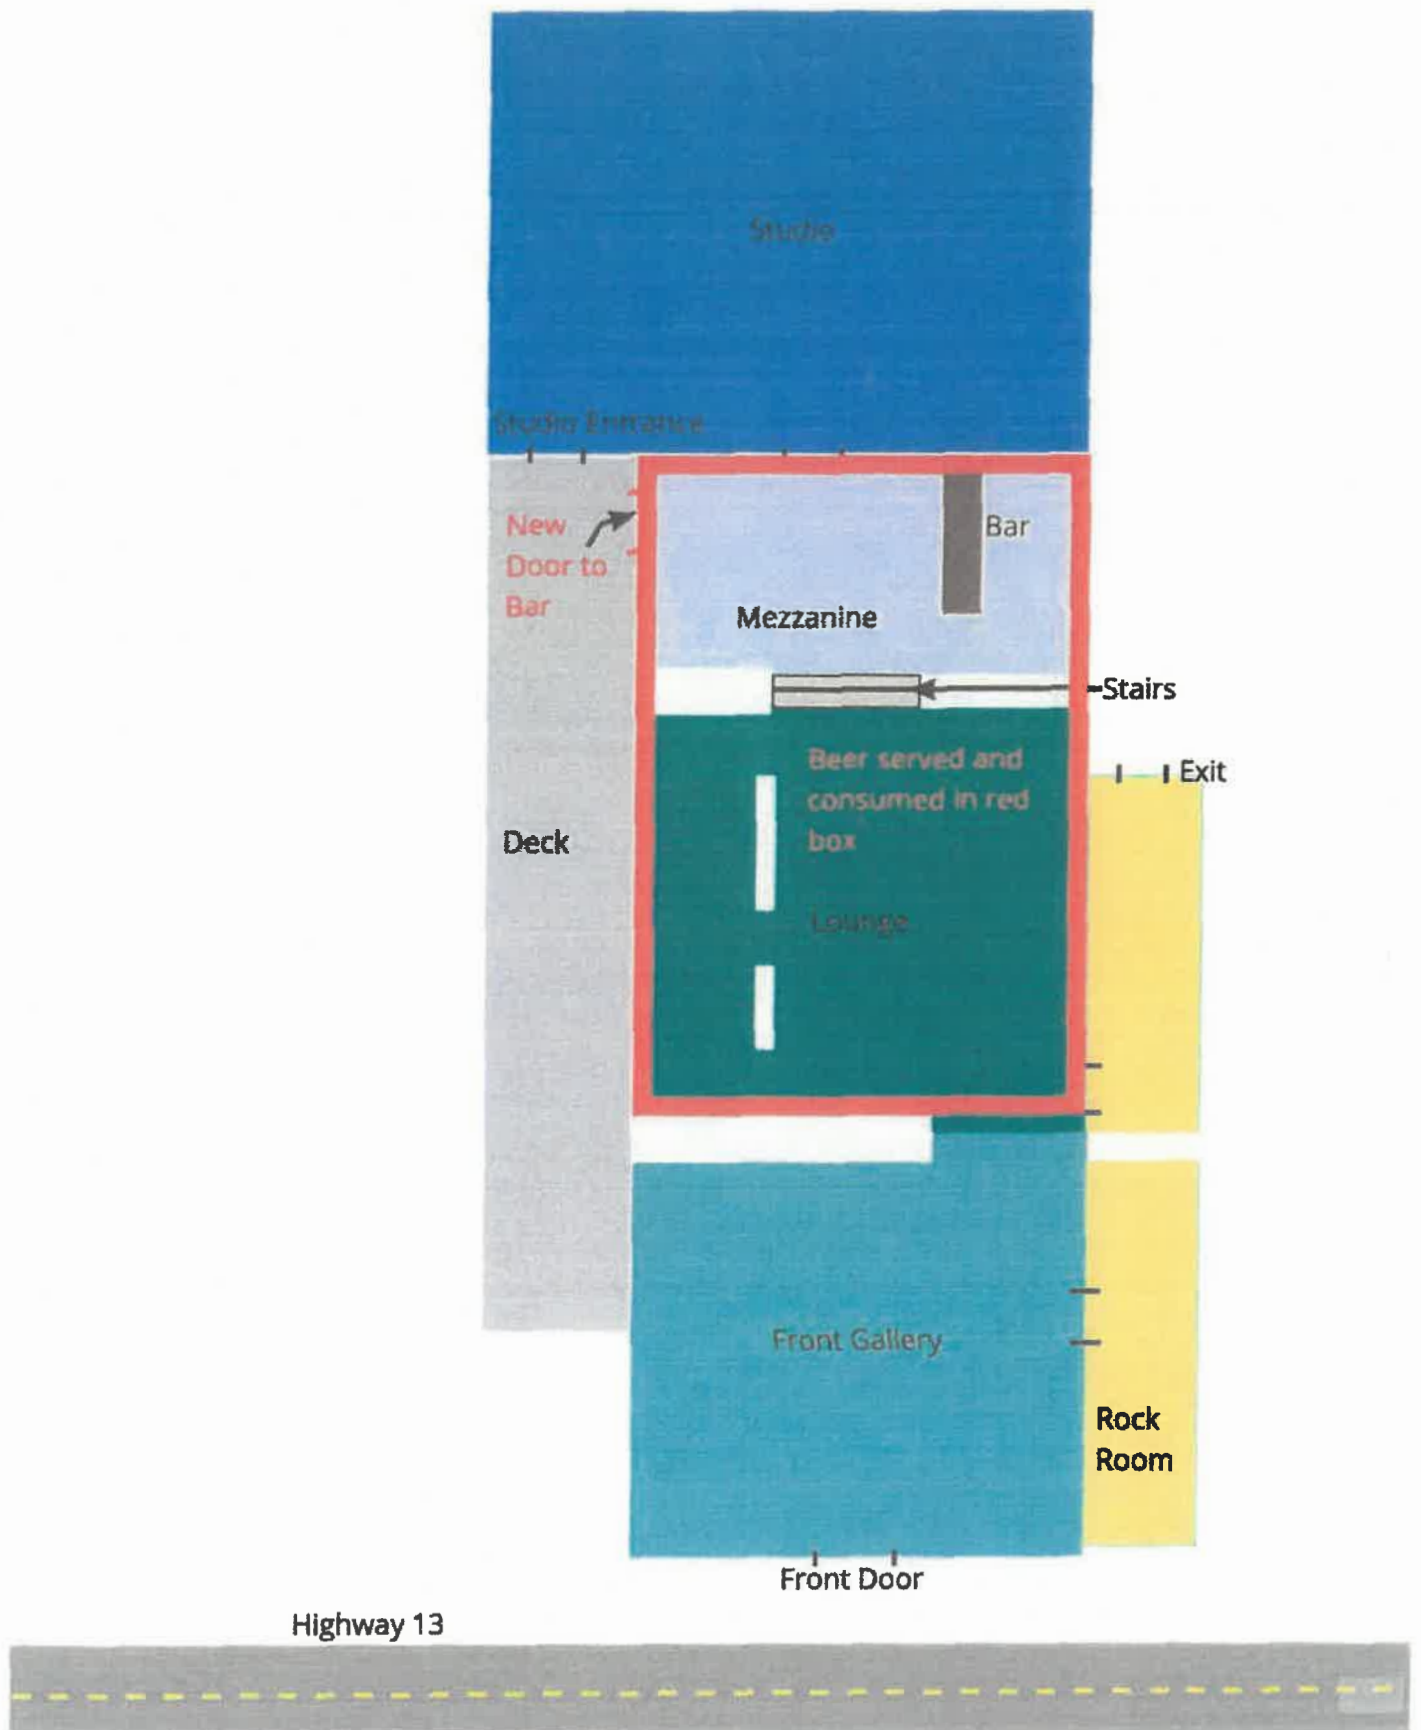 Studio
Studio Entrance
New
Door to
Bar
Bar
Mezzanine
Stairs
Beer served and
consumed in red
box
Exit
Deck
Lounge
Front Gallery
Rock
Room
Front Door
Highway 13